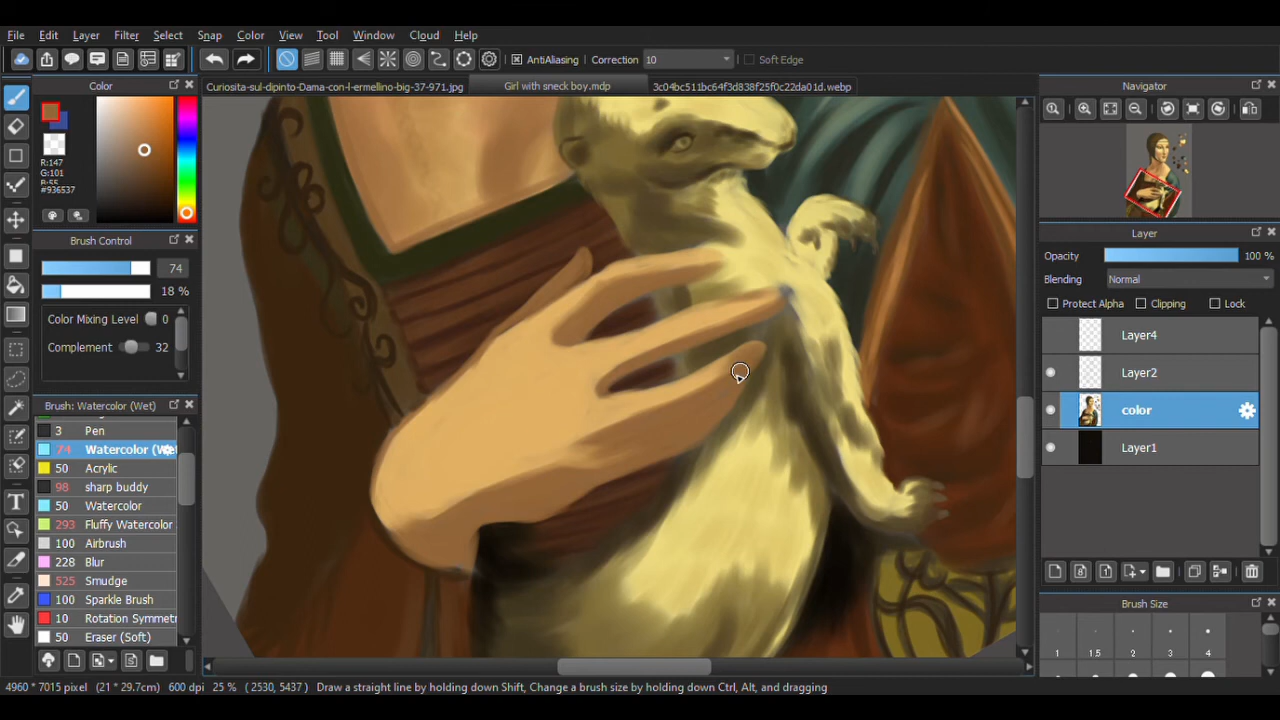 File Edit Layer Filter Select Snap Color View Tool Window Cloud Help
AntiAliasing Correction 10 Soft Edge
Color
Curiosita-sul-dipinto-Dama-con-l-ermellino-big-37-971.jpg Girl with sneck boy.mdp 3c04bc511bc64f3d838f25f0c22da01d.webp
Navigator
R:147
G:101
B:55
#936537
Brush Control
74
18 %
Color Mixing Level 0
Complement 32
Brush: Watercolor (Wet)
3 Pen
74 Watercolor (Wet
50 Acrylic
98 sharp buddy
50 Watercolor
293 Fluffy Watercolor
100 Airbrush
228 Blur
525 Smudge
100 Sparkle Brush
10 Rotation Symmetr
50 Eraser (Soft)
Layer
Opacity 100 %
Blending Normal
Protect Alpha Clipping Lock
Layer4
Layer2
color
Layer1
Brush Size
1 1.5 2 3 4
4960 * 7015 pixel (21 * 29.7cm) 600 dpi 25 % ( 2530, 5437 ) Draw a straight line by holding down Shift, Change a brush size by holding down Ctrl, Alt, and dragging